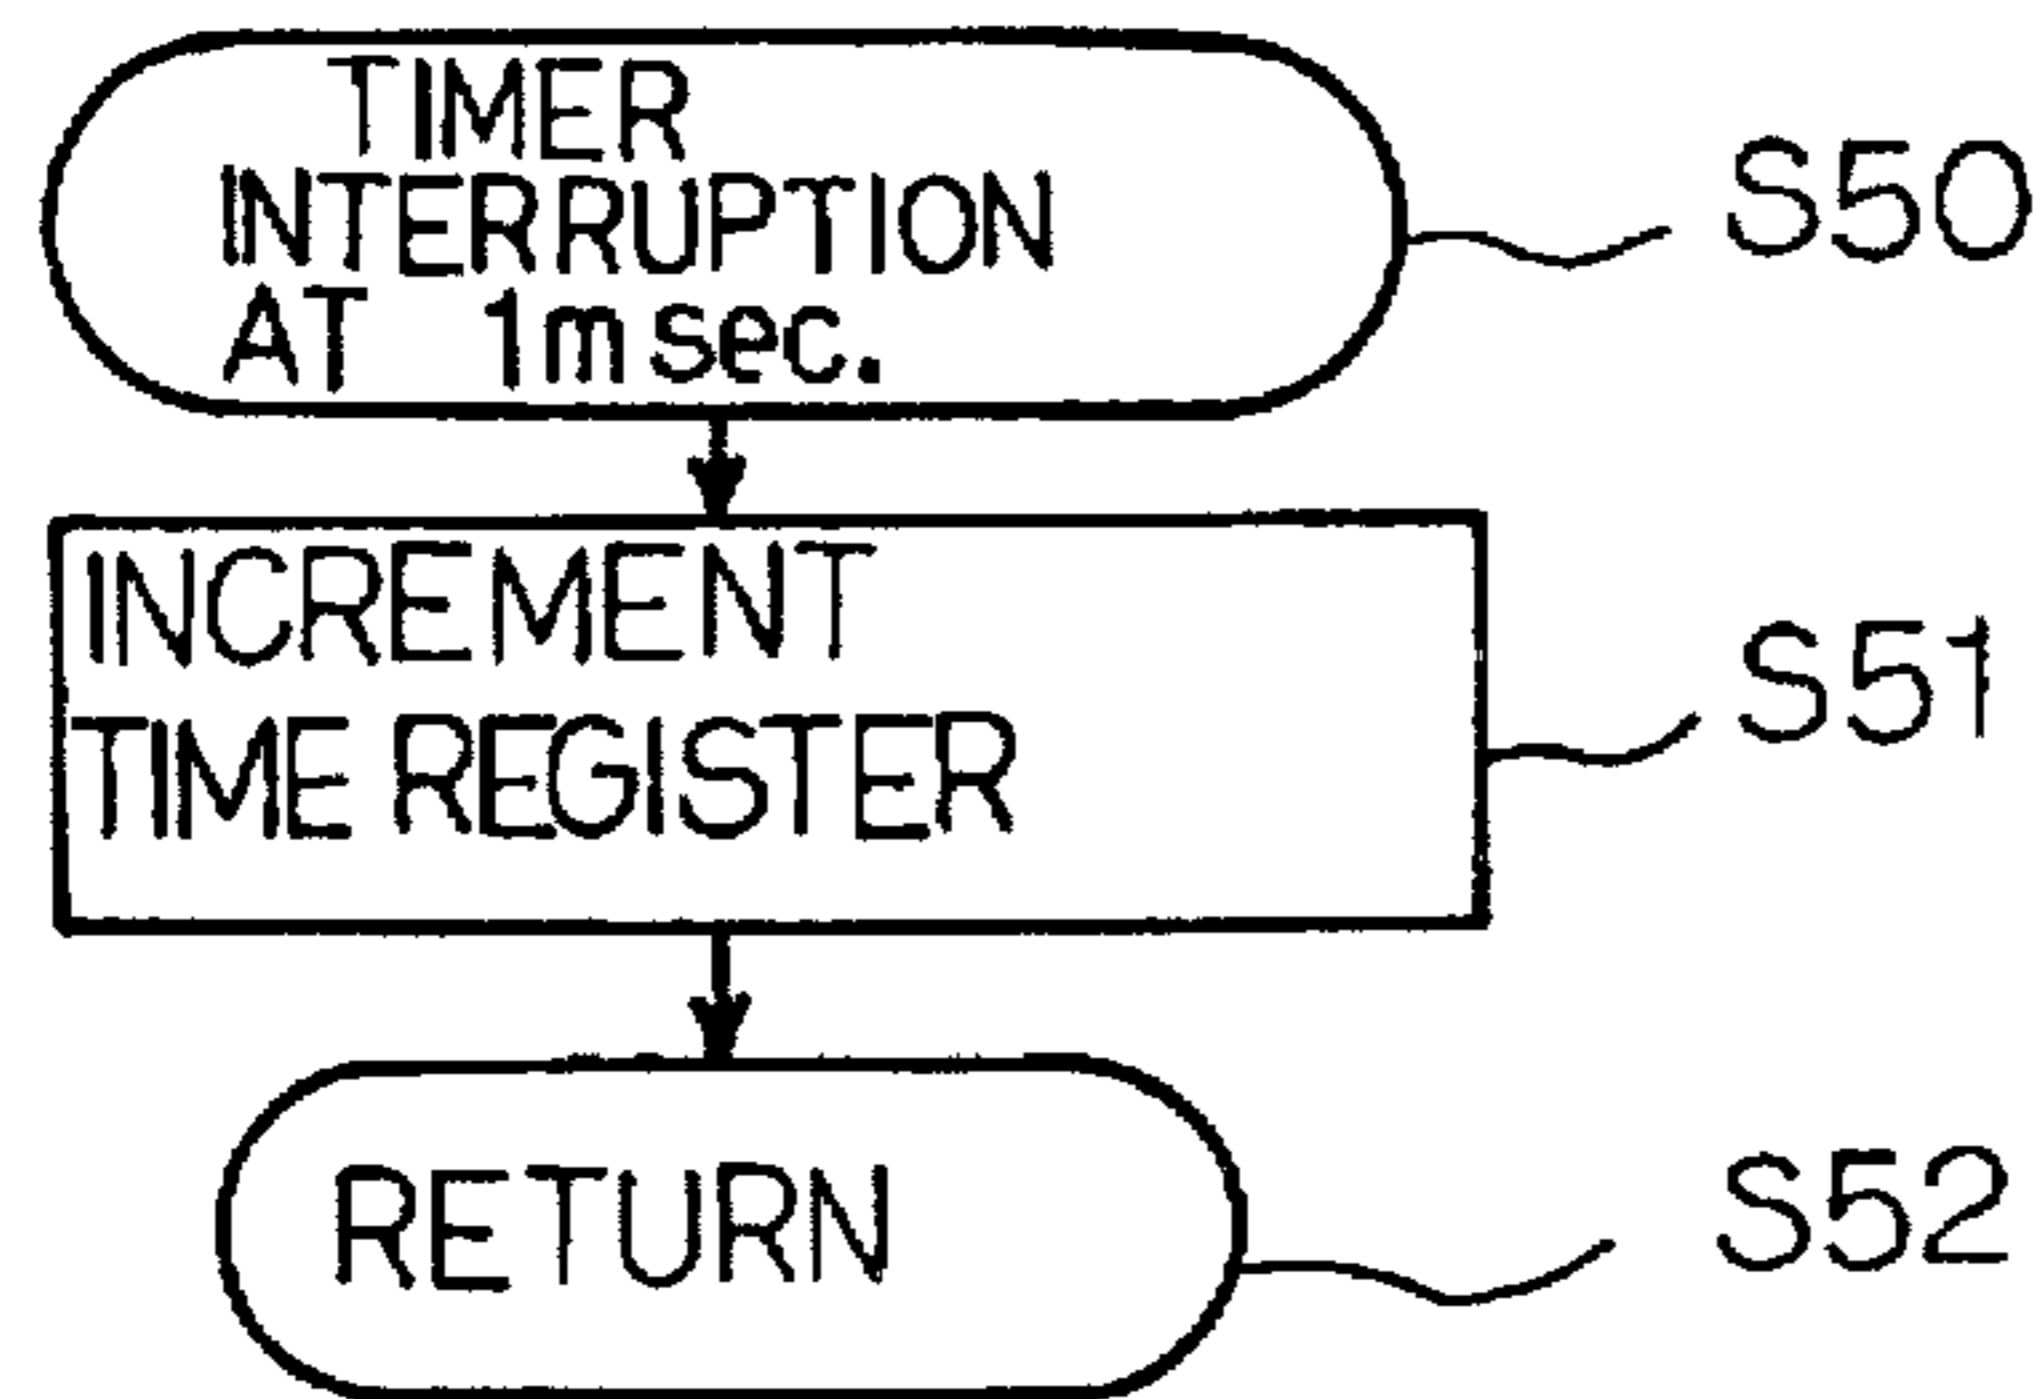 TIMER
INTERRUPTION
AT 1msec.
S50
INCREMENT
TIME REGISTER
S51
RETURN
S52